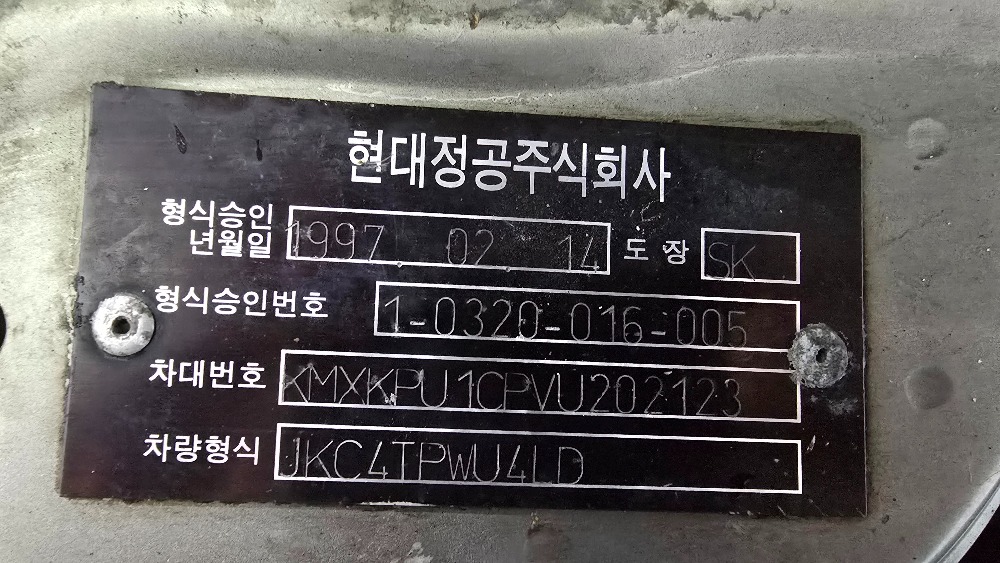 현대정공주식회사
형식승인 년월일 1997. 02. 14 도장 SK
형식승인번호 1-0320-016-005
차대번호 KMXKPU1CPVU202123
차량형식 JKC4TPWU4LD